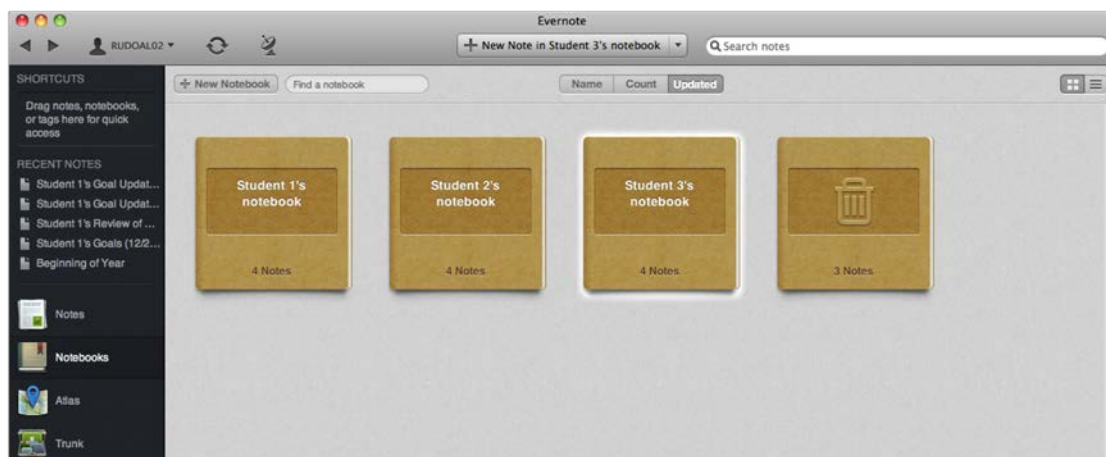 Evernote
RUDOAL02
New Note in Student 3's notebook
Search notes
SHORTCUTS
Drag notes, notebooks,
or tags here for quick
access
RECENT NOTES
Student 1's Goal Updat...
Student 1's Goal Updat...
Student 1's Review of ...
Student 1's Goals (12/2...
Beginning of Year
Notes
Notebooks
Atlas
Trunk
New Notebook
Find a notebook
Name Count Updated
Student 1's
notebook
4 Notes
Student 2's
notebook
4 Notes
Student 3's
notebook
4 Notes
3 Notes